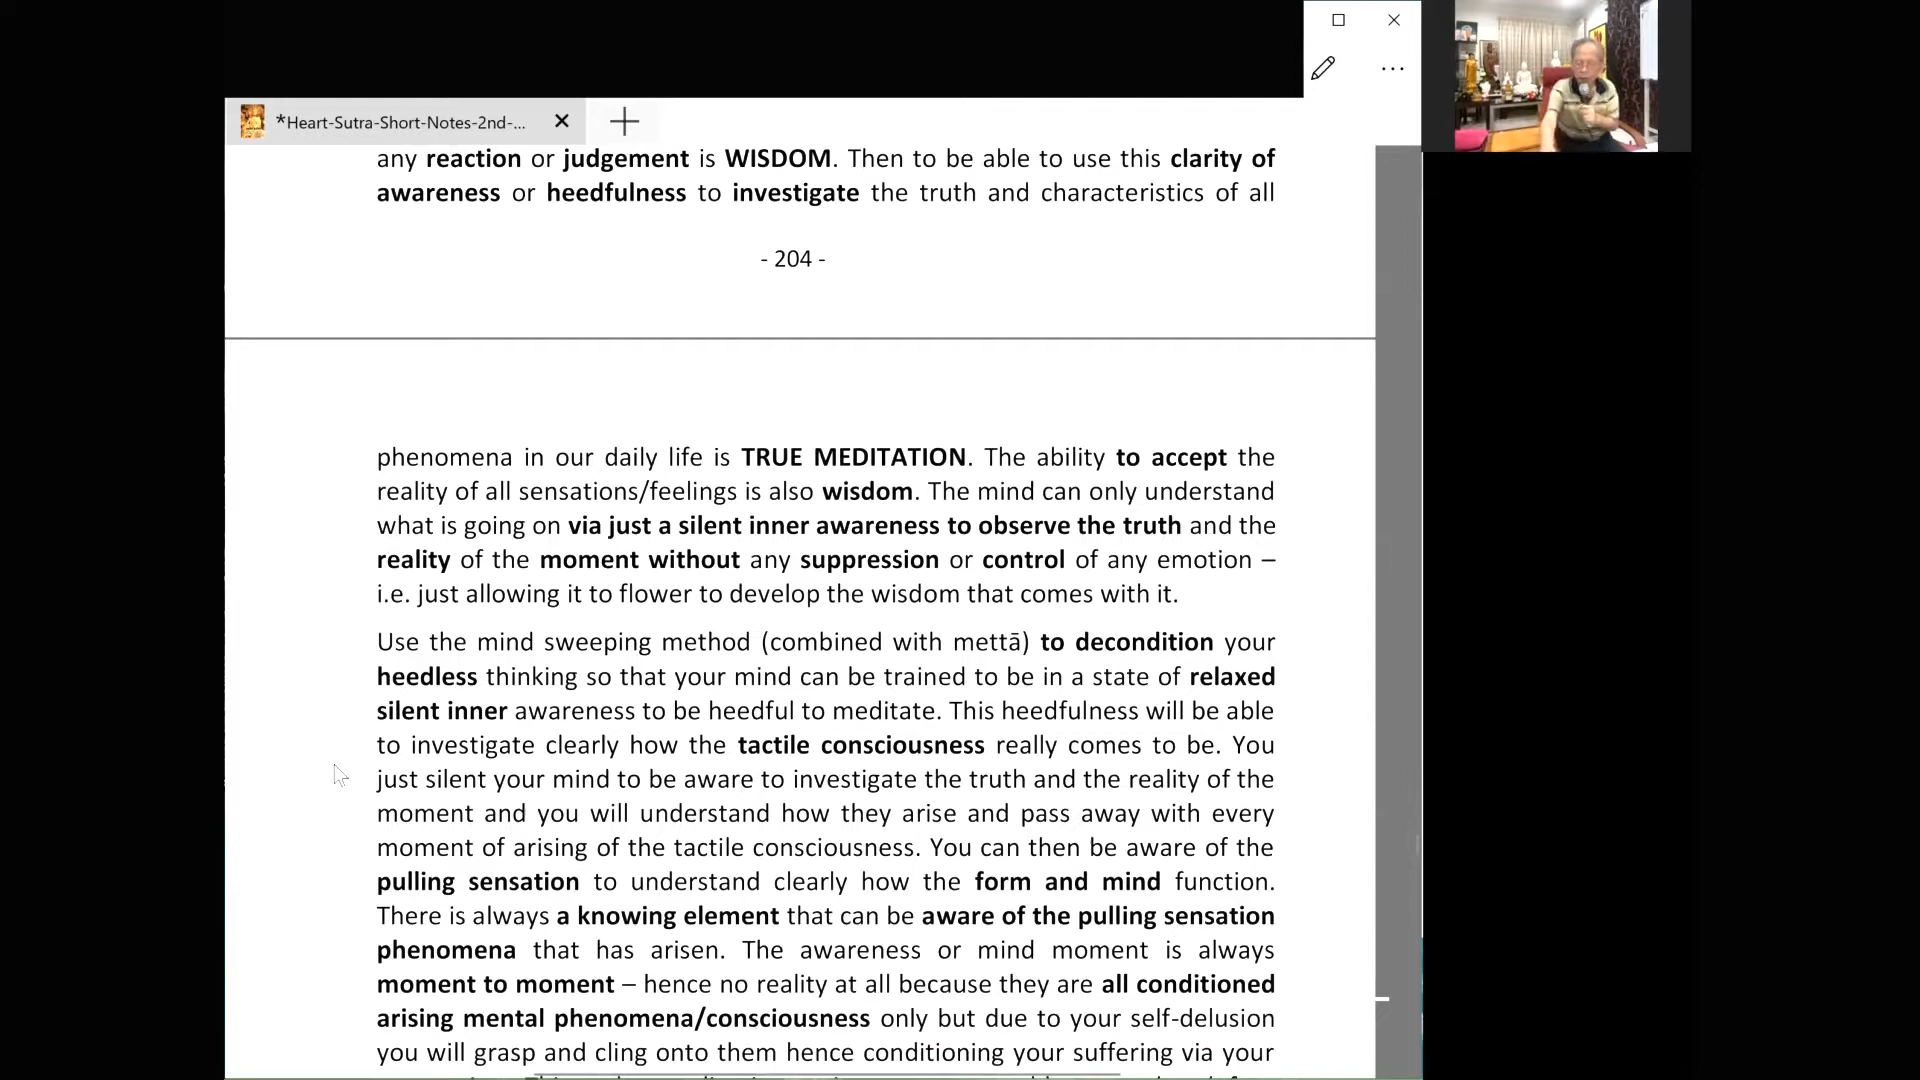 *Heart-Sutra-Short-Notes-2nd-...
any reaction or judgement is WISDOM. Then to be able to use this clarity of
awareness or heedfulness to investigate the truth and characteristics of all
- 204 -
phenomena in our daily life is TRUE MEDITATION. The ability to accept the
reality of all sensations/feelings is also wisdom. The mind can only understand
what is going on via just a silent inner awareness to observe the truth and the
reality of the moment without any suppression or control of any emotion –
i.e. just allowing it to flower to develop the wisdom that comes with it.
Use the mind sweeping method (combined with mettā) to decondition your
heedless thinking so that your mind can be trained to be in a state of relaxed
silent inner awareness to be heedful to meditate. This heedfulness will be able
to investigate clearly how the tactile consciousness really comes to be. You
just silent your mind to be aware to investigate the truth and the reality of the
moment and you will understand how they arise and pass away with every
moment of arising of the tactile consciousness. You can then be aware of the
pulling sensation to understand clearly how the form and mind function.
There is always a knowing element that can be aware of the pulling sensation
phenomena that has arisen. The awareness or mind moment is always
moment to moment – hence no reality at all because they are all conditioned
arising mental phenomena/consciousness only but due to your self-delusion
you will grasp and cling onto them hence conditioning your suffering via your